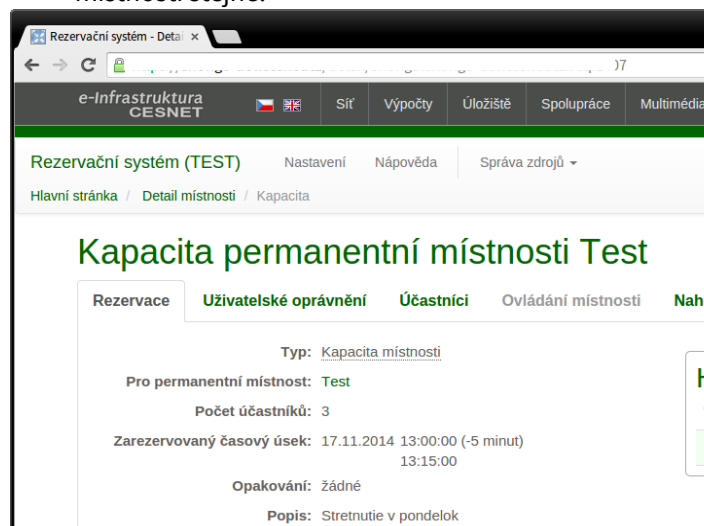 místnosti stejné.
Rezervační systém - Detai
07
e-Infrastruktura
CESNET
Síť Výpočty Úložiště Spolupráce Multimédia
Rezervační systém (TEST) Nastavení Nápověda Správa zdrojů
Hlavní stránka / Detail místnosti / Kapacita
Kapacita permanentní místnosti Test
Rezervace Uživatelské oprávnění Účastníci Ovládání místnosti Nah
Typ: Kapacita místnosti
Pro permanentní místnost: Test
Počet účastníků: 3
Zarezervovaný časový úsek: 17.11.2014 13:00:00 (-5 minut)
13:15:00
Opakování: žádné
Popis: Stretnutie v pondelok